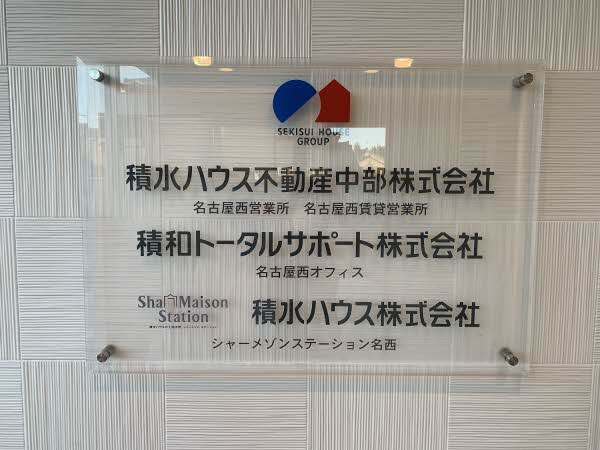 SEKISUI HOUSE
GROUP
積水ハウス不動産中部株式会社
名古屋西営業所 名古屋西賃貸営業所
積和トータルサポート株式会社
名古屋西オフィス
ShaMaison
Station
積水ハウス株式会社
シャーメゾンステーション名西